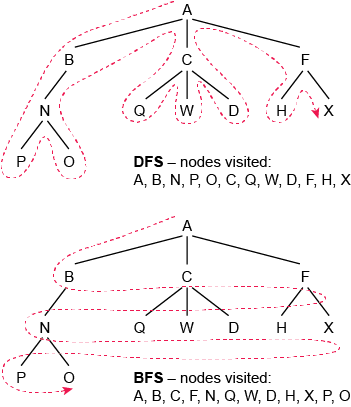 A
B C F
N Q W D H X
P O
DFS – nodes visited:
A, B, N, P, O, C, Q, W, D, F, H, X
A
B C F
N Q W D H X
P O
BFS – nodes visited:
A, B, C, F, N, Q, W, D, H, X, P, O